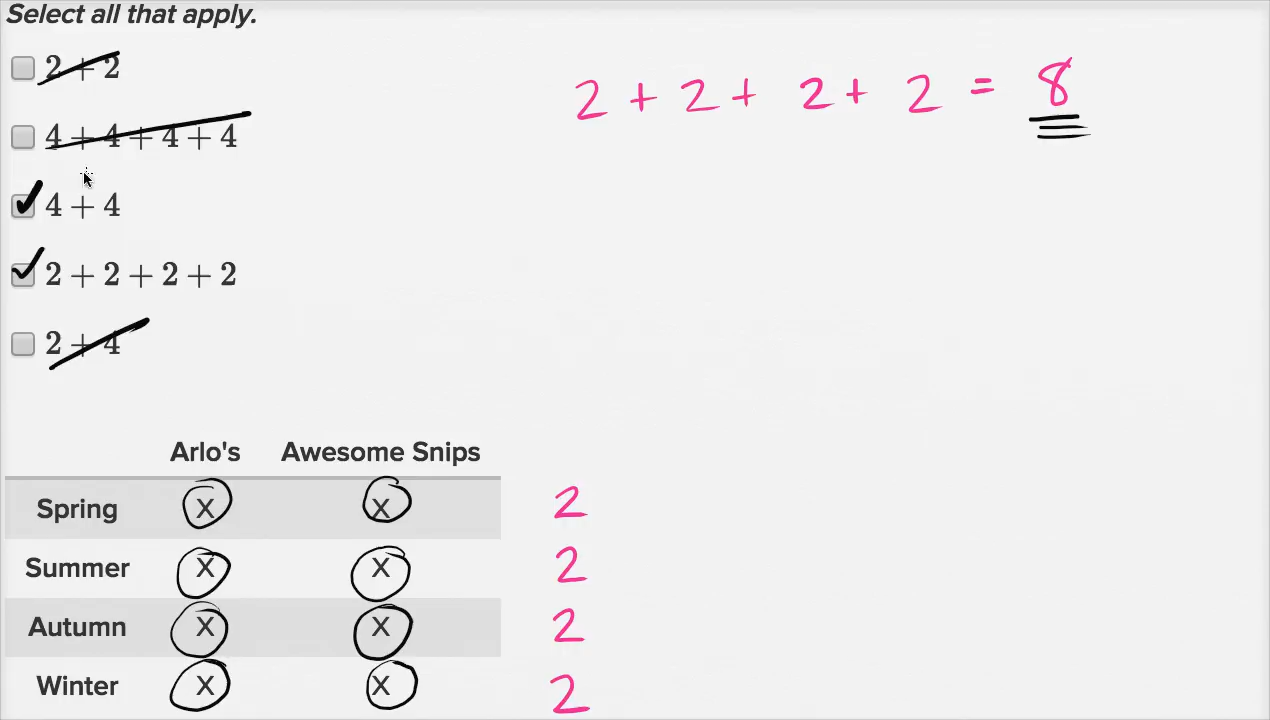 Select all that apply.
2 + 2
2 + 2 + 2 + 2 = 8
4 + 4 + 4 + 4
4 + 4
2 + 2 + 2 + 2
2 + 4
Arlo's Awesome Snips
Spring X X 2
Summer X X 2
Autumn X X 2
Winter X X 2